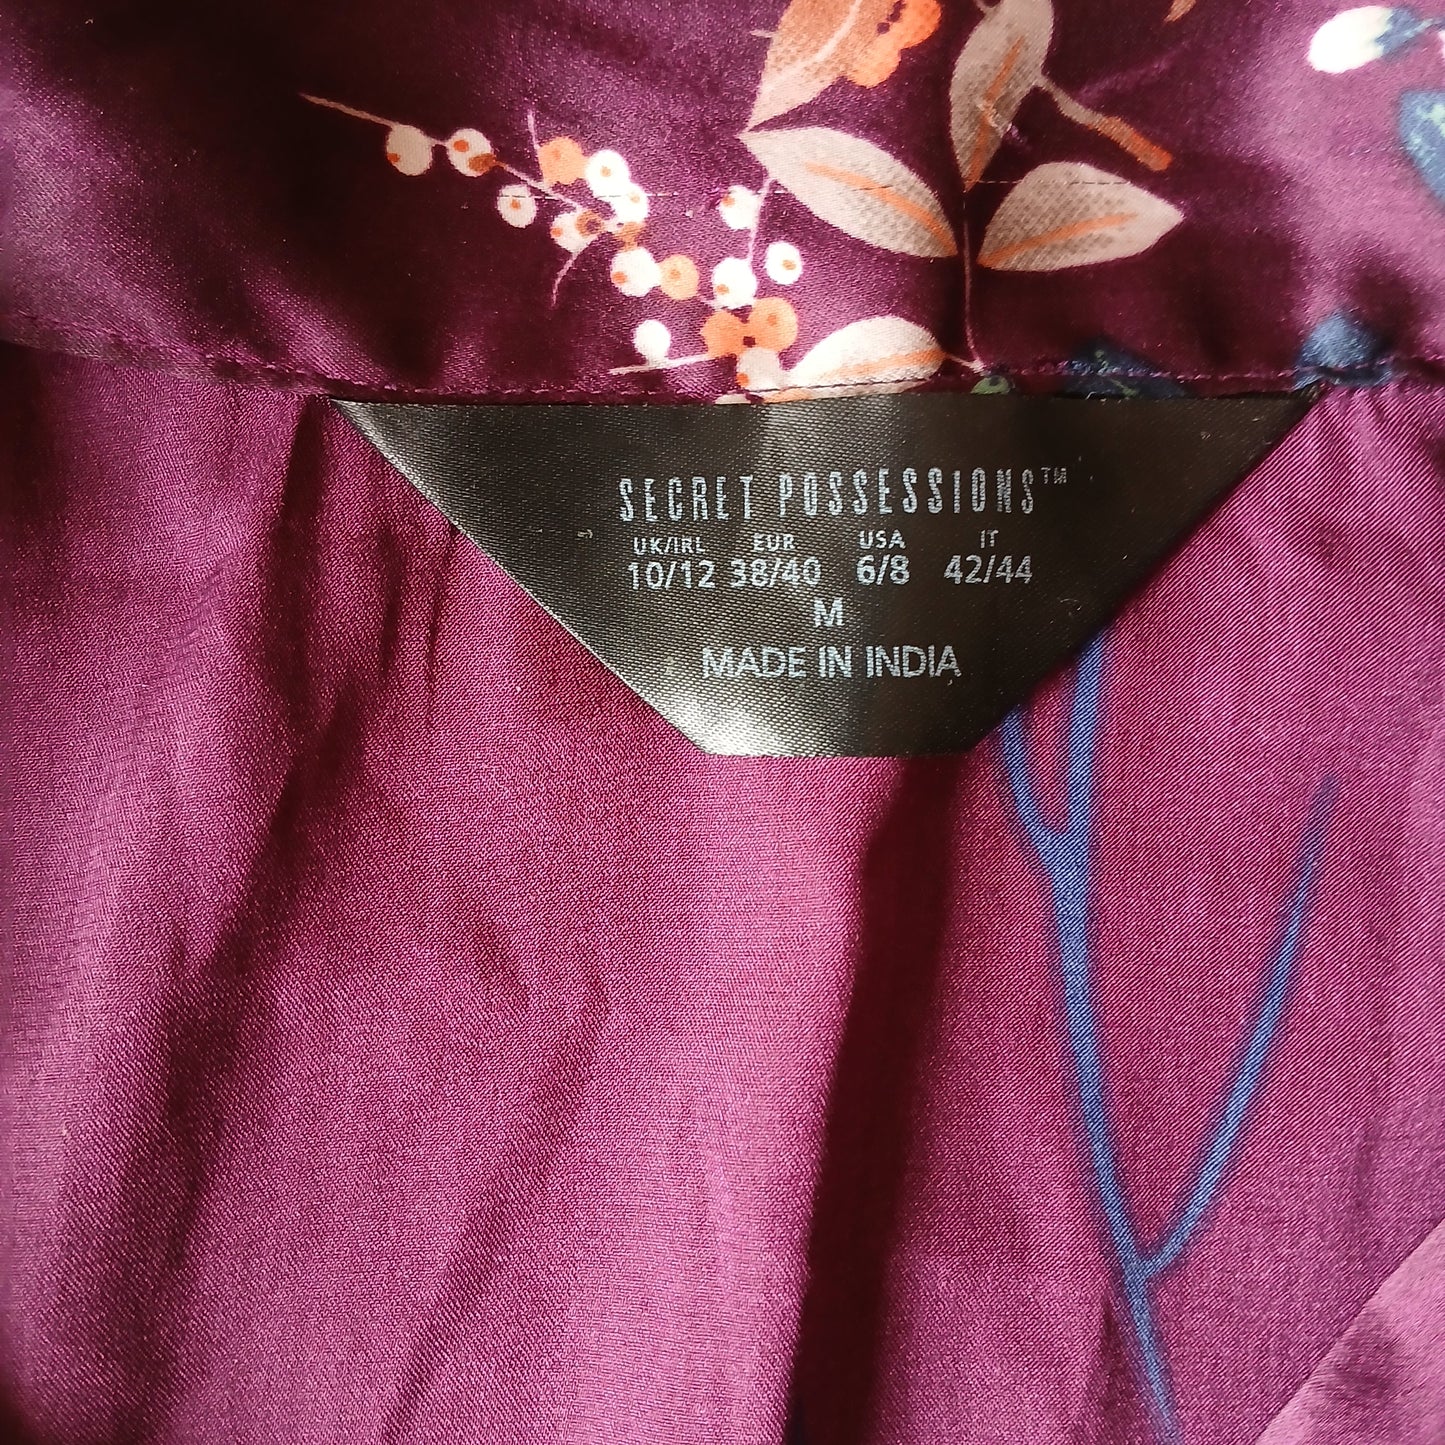 SECRET POSSESSIONS™
UK/IRL EUR USA IT
10/12 38/40 6/8 42/44
M
MADE IN INDIA